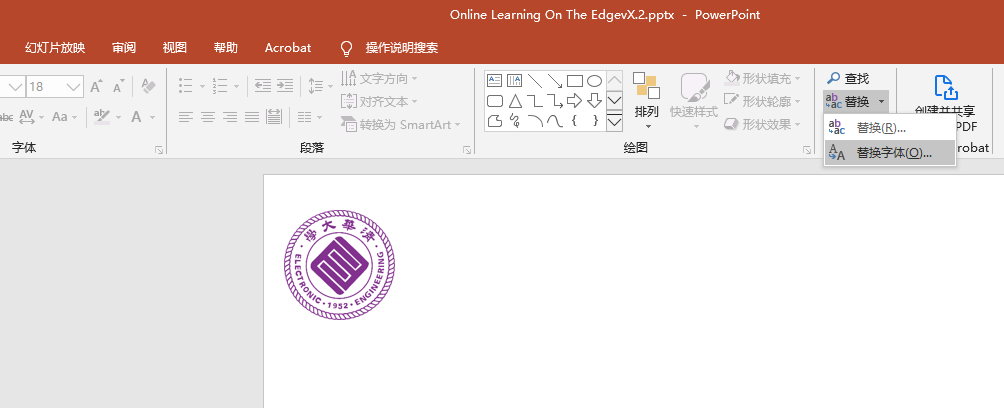 Online Learning On The EdgevX.2.pptx - PowerPoint
幻灯片放映 审阅 视图 帮助 Acrobat 操作说明搜索
18 A A 文字方向 形状填充 查找
abc AV Aa A 对齐文本 排列 快速样式 形状轮廓 替换 创建并共享
转换为 SmartArt 形状效果 替换(R)... PDF
字体 段落 绘图 替换字体(O)... obat
學大華清
ELECTRONIC · 1952 · ENGINEERING